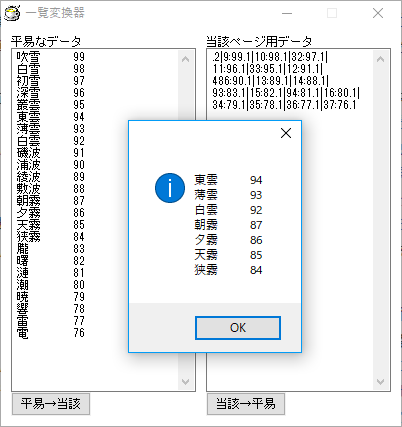 一覧変換器
平易なデータ
吹雪 99
白雪 98
初雪 97
深雪 96
叢雲 95
東雲 94
薄雲 93
白雲 92
磯波 91
浦波 90
綾波 89
敷波 88
朝霧 87
夕霧 86
天霧 85
狭霧 84
朧 83
曙 82
漣 81
潮 80
暁 79
響 78
雷 77
電 76
平易→当該
当該ページ用データ
.2|9:99.1|10:98.1|32:97.1|
11:96.1|33:95.1|12:91.1|
486:90.1|13:89.1|14:88.1|
93:83.1|15:82.1|94:81.1|16:80.1|
34:79.1|35:78.1|36:77.1|37:76.1
当該→平易
東雲 94
薄雲 93
白雲 92
朝霧 87
夕霧 86
天霧 85
狭霧 84
OK